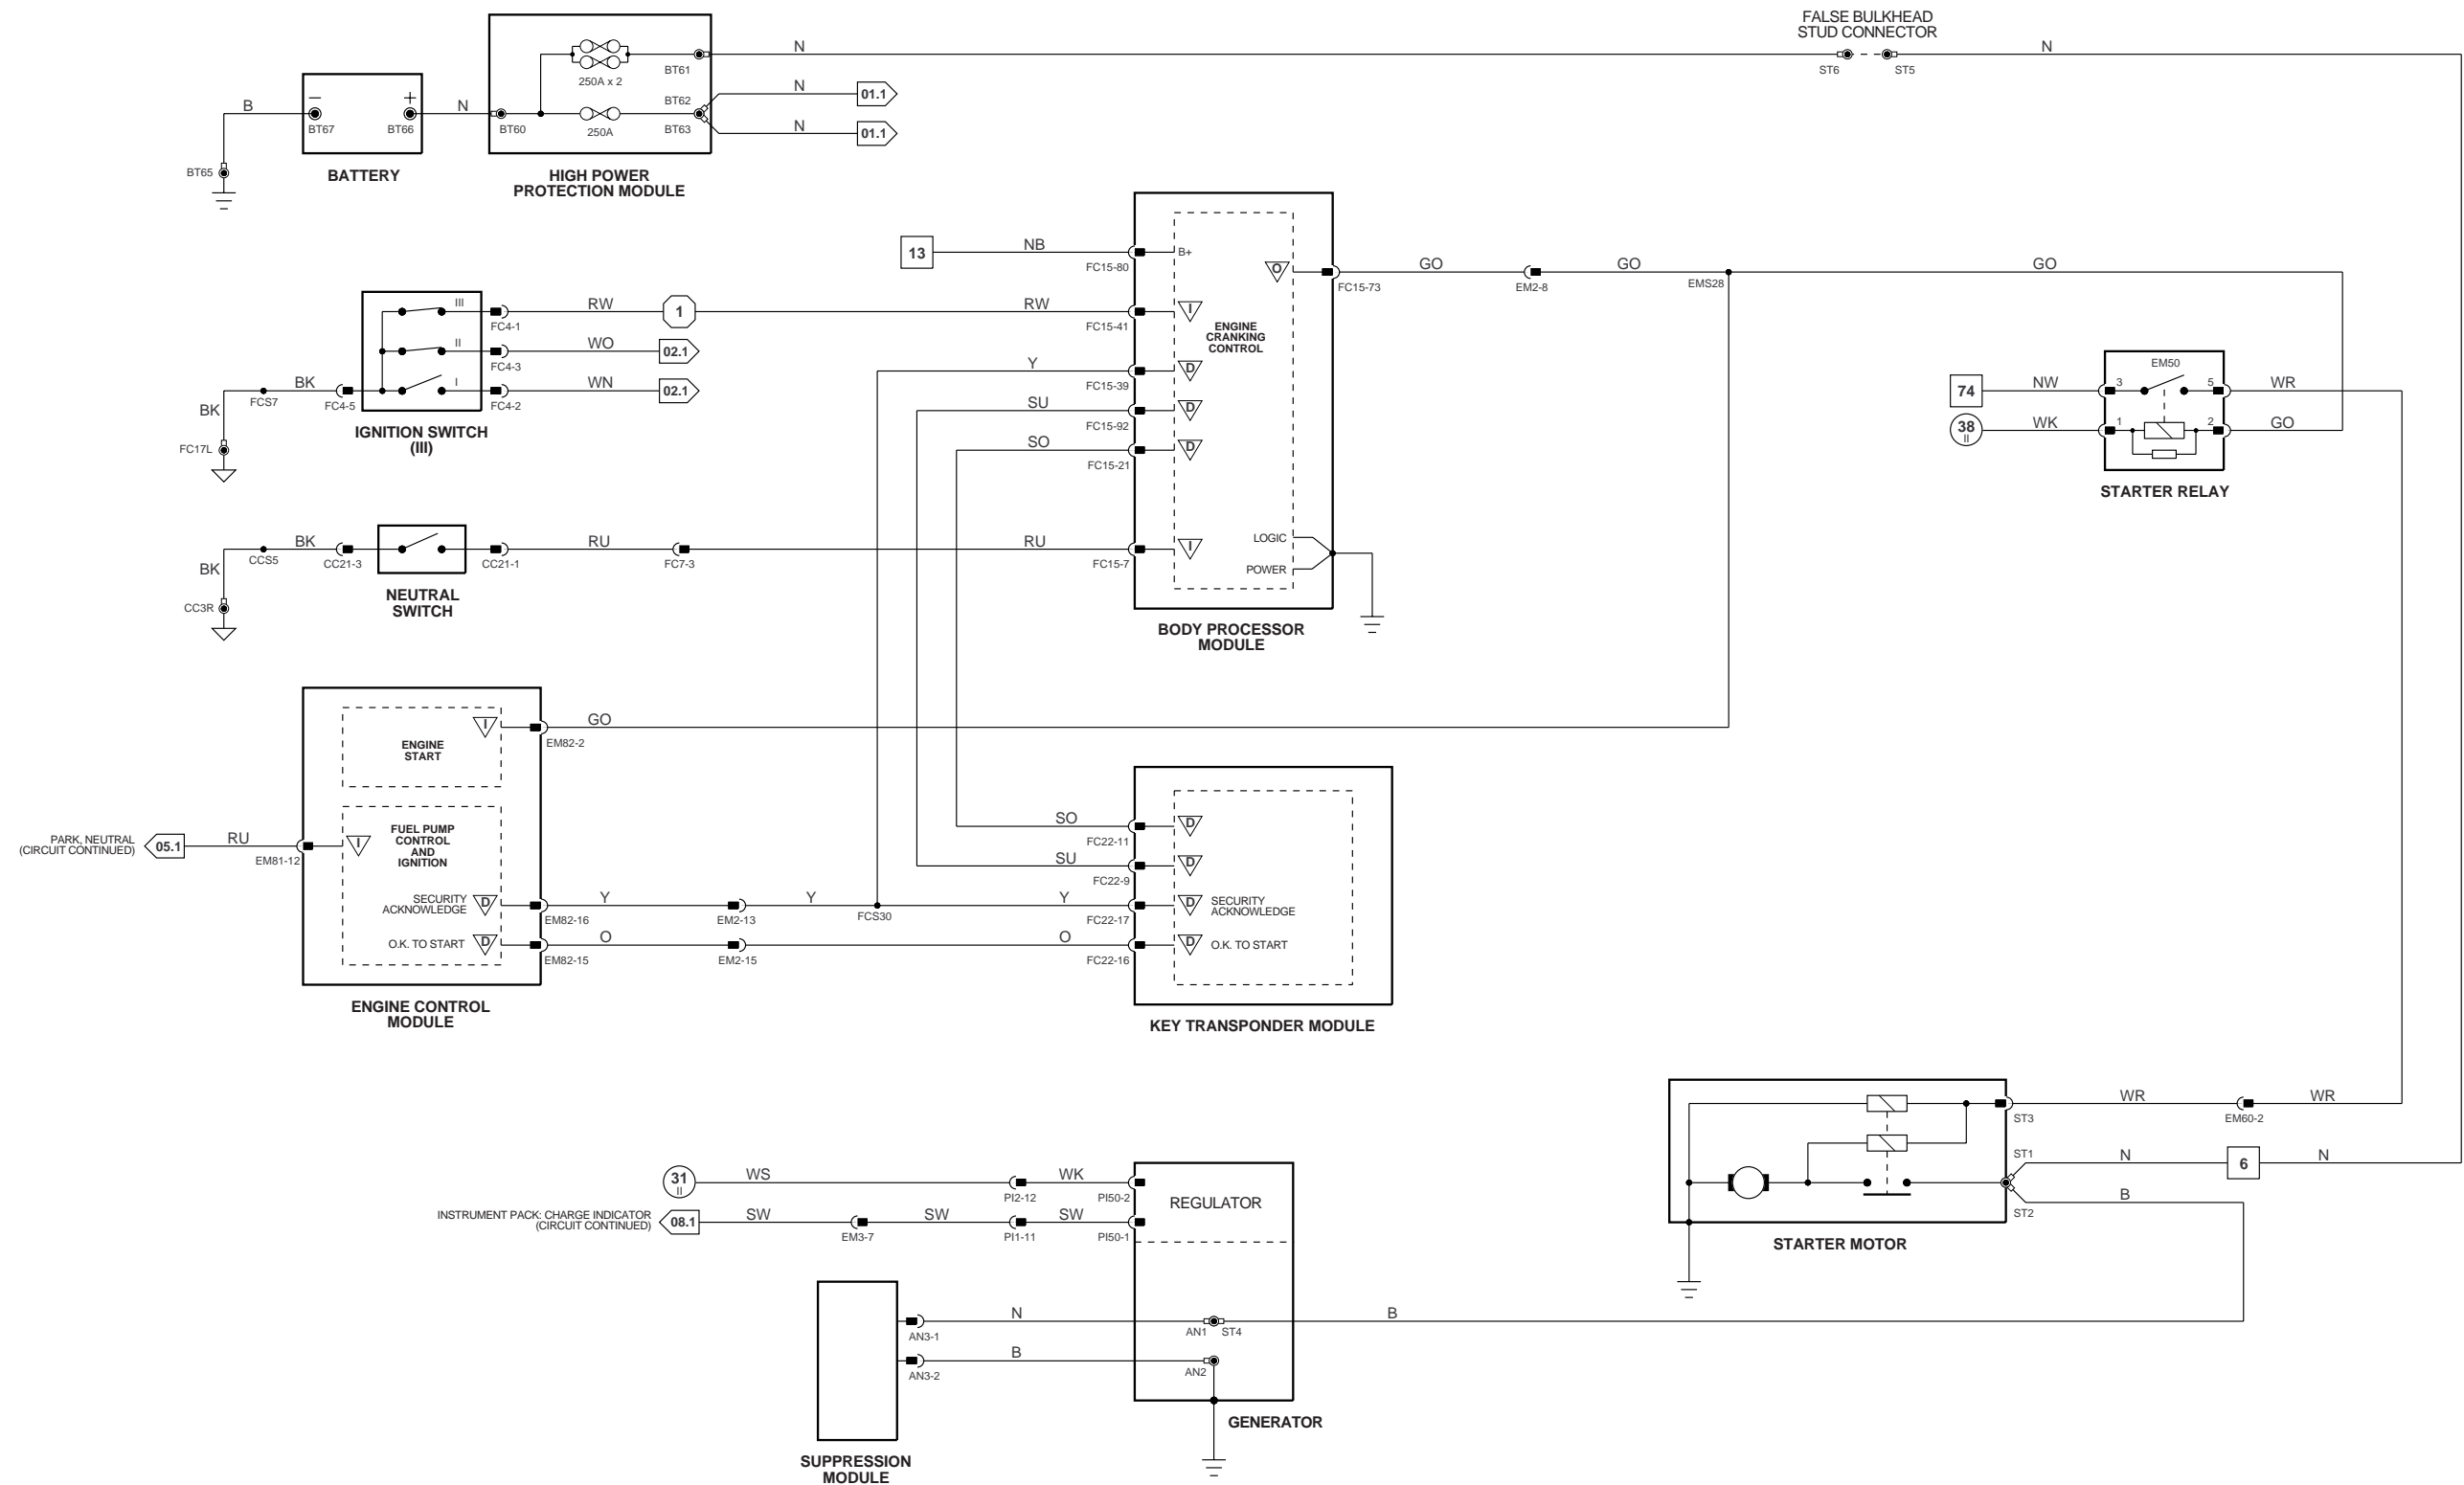 FALSE BULKHEAD
STUD CONNECTOR
N
ST6
ST5
N
250A x 2
BT61
BT62
N
01.1
250A
BT63
N
01.1
B
–
+
N
BT67
BT66
BT60
BT65
BATTERY
HIGH POWER
PROTECTION MODULE
13
NB
FC15-80
B+
O
FC15-73
GO
EM2-8
GO
EMS28
GO
III
FC4-1
RW
1
RW
FC15-41
I
ENGINE
CRANKING
CONTROL
II
FC4-3
WO
02.1
Y
FC15-39
D
I
FC4-2
WN
02.1
SU
FC15-92
D
SO
FC15-21
D
BK
FCS7
BK
FC4-5
FC17L
IGNITION SWITCH
(III)
EM50
74
NW
3
5
WR
38
II
WK
1
2
GO
STARTER RELAY
BK
CCS5
BK
CC21-3
CC21-1
RU
FC7-3
RU
FC15-7
I
LOGIC
POWER
CC3R
NEUTRAL
SWITCH
BODY PROCESSOR
MODULE
ENGINE
START
I
EM82-2
GO
PARK, NEUTRAL
(CIRCUIT CONTINUED)
05.1
RU
EM81-12
I
FUEL PUMP
CONTROL
AND
IGNITION
SECURITY
ACKNOWLEDGE
D
EM82-16
Y
EM2-13
Y
FCS30
Y
FC22-17
D
SECURITY
ACKNOWLEDGE
O.K. TO START
D
EM82-15
O
EM2-15
O
FC22-16
D
O.K. TO START
SO
FC22-11
D
SU
FC22-9
D
ENGINE CONTROL
MODULE
KEY TRANSPONDER MODULE
WR
ST3
EM60-2
WR
ST1
N
6
N
B
ST2
STARTER MOTOR
31
II
WS
PI2-12
WK
PI50-2
REGULATOR
INSTRUMENT PACK: CHARGE INDICATOR
(CIRCUIT CONTINUED)
08.1
SW
EM3-7
SW
PI1-11
SW
PI50-1
AN3-1
N
AN1
ST4
B
AN3-2
B
AN2
GENERATOR
SUPPRESSION
MODULE